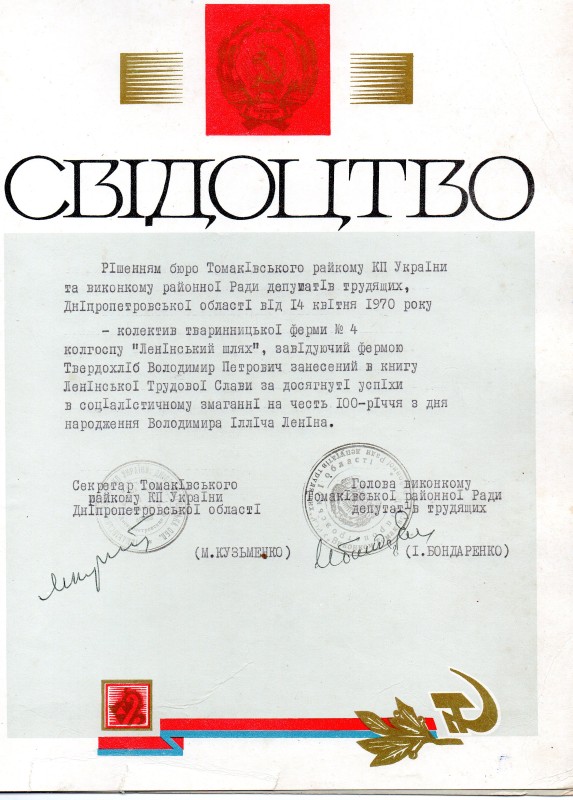 СВІДОЦТВО
Рішенням бюро Томаківського райкому КП України
та виконкому районної Ради депутатів трудящих,
Дніпропетровської області від І4 квітня І970 року
- колектив тваринницької ферми № 4
колгоспу "Ленінський шлях", завідуючий фермою
Твердохліб Володимир Петрович занесений в книгу
Ленінської Трудової Слави за досягнуті успіхи
в соціалістичному змаганні на честь І00-річчя з дня
народження Володимира Ілліча Леніна.
Секретар Томаківського
райкому КП України
Дніпропетровської області
(М.КУЗЬМЕНКО)
Голова виконкому
Томаківської районної Ради
депутатів трудящих
(І.БОНДАРЕНКО)